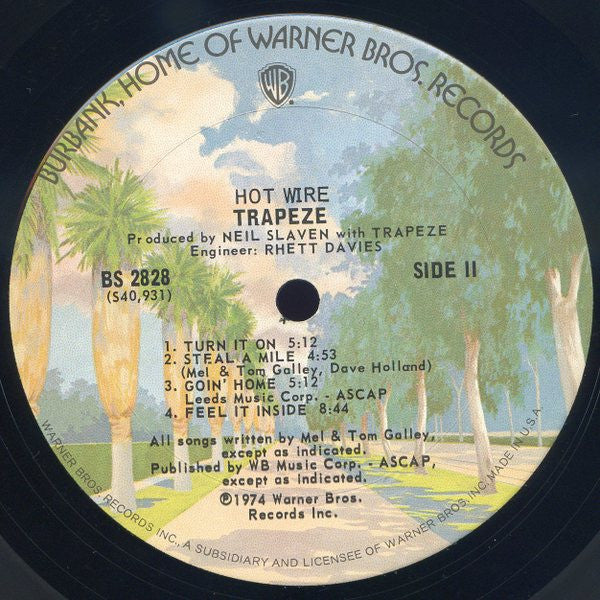 BURBANK, HOME OF WARNER BROS. RECORDS
WB
HOT WIRE
TRAPEZE
Produced by NEIL SLAVEN with TRAPEZE
Engineer: RHETT DAVIES
BS 2828
(S40,931)
SIDE II
1. TURN IT ON 5:12
2. STEAL A MILE 4:53
(Mel & Tom Galley, Dave Holland)
3. GOIN' HOME 5:12
Leeds Music Corp. - ASCAP
4. FEEL IT INSIDE 8:44
All songs written by Mel & Tom Galley,
except as indicated.
Published by WB Music Corp. - ASCAP,
except as indicated.
℗1974 Warner Bros.
Records Inc.
WARNER BROS. RECORDS INC., A SUBSIDIARY AND LICENSEE OF WARNER BROS. INC. MADE IN U.S.A.